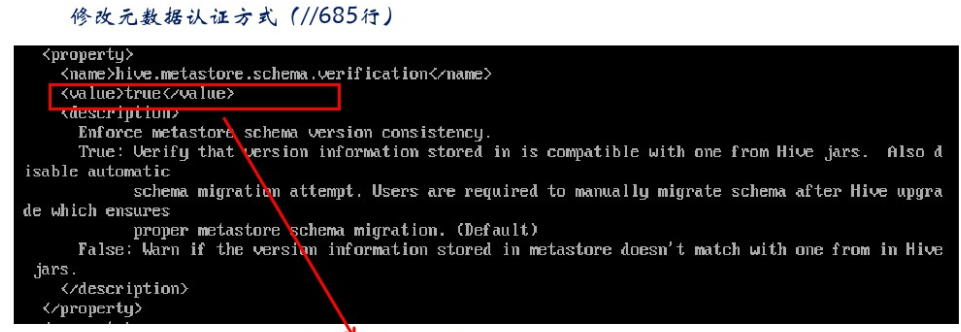 修改元数据认证方式（//685行）
<property>
<name>hive.metastore.schema.verification</name>
<value>true</value>
<description>
Enforce metastore schema version consistency.
True: Verify that version information stored in is compatible with one from Hive jars.  Also d
isable automatic
schema migration attempt. Users are required to manually migrate schema after Hive upgra
de which ensures
proper metastore schema migration. (Default)
False: Warn if the version information stored in metastore doesn't match with one from in Hive
jars.
</description>
</property>